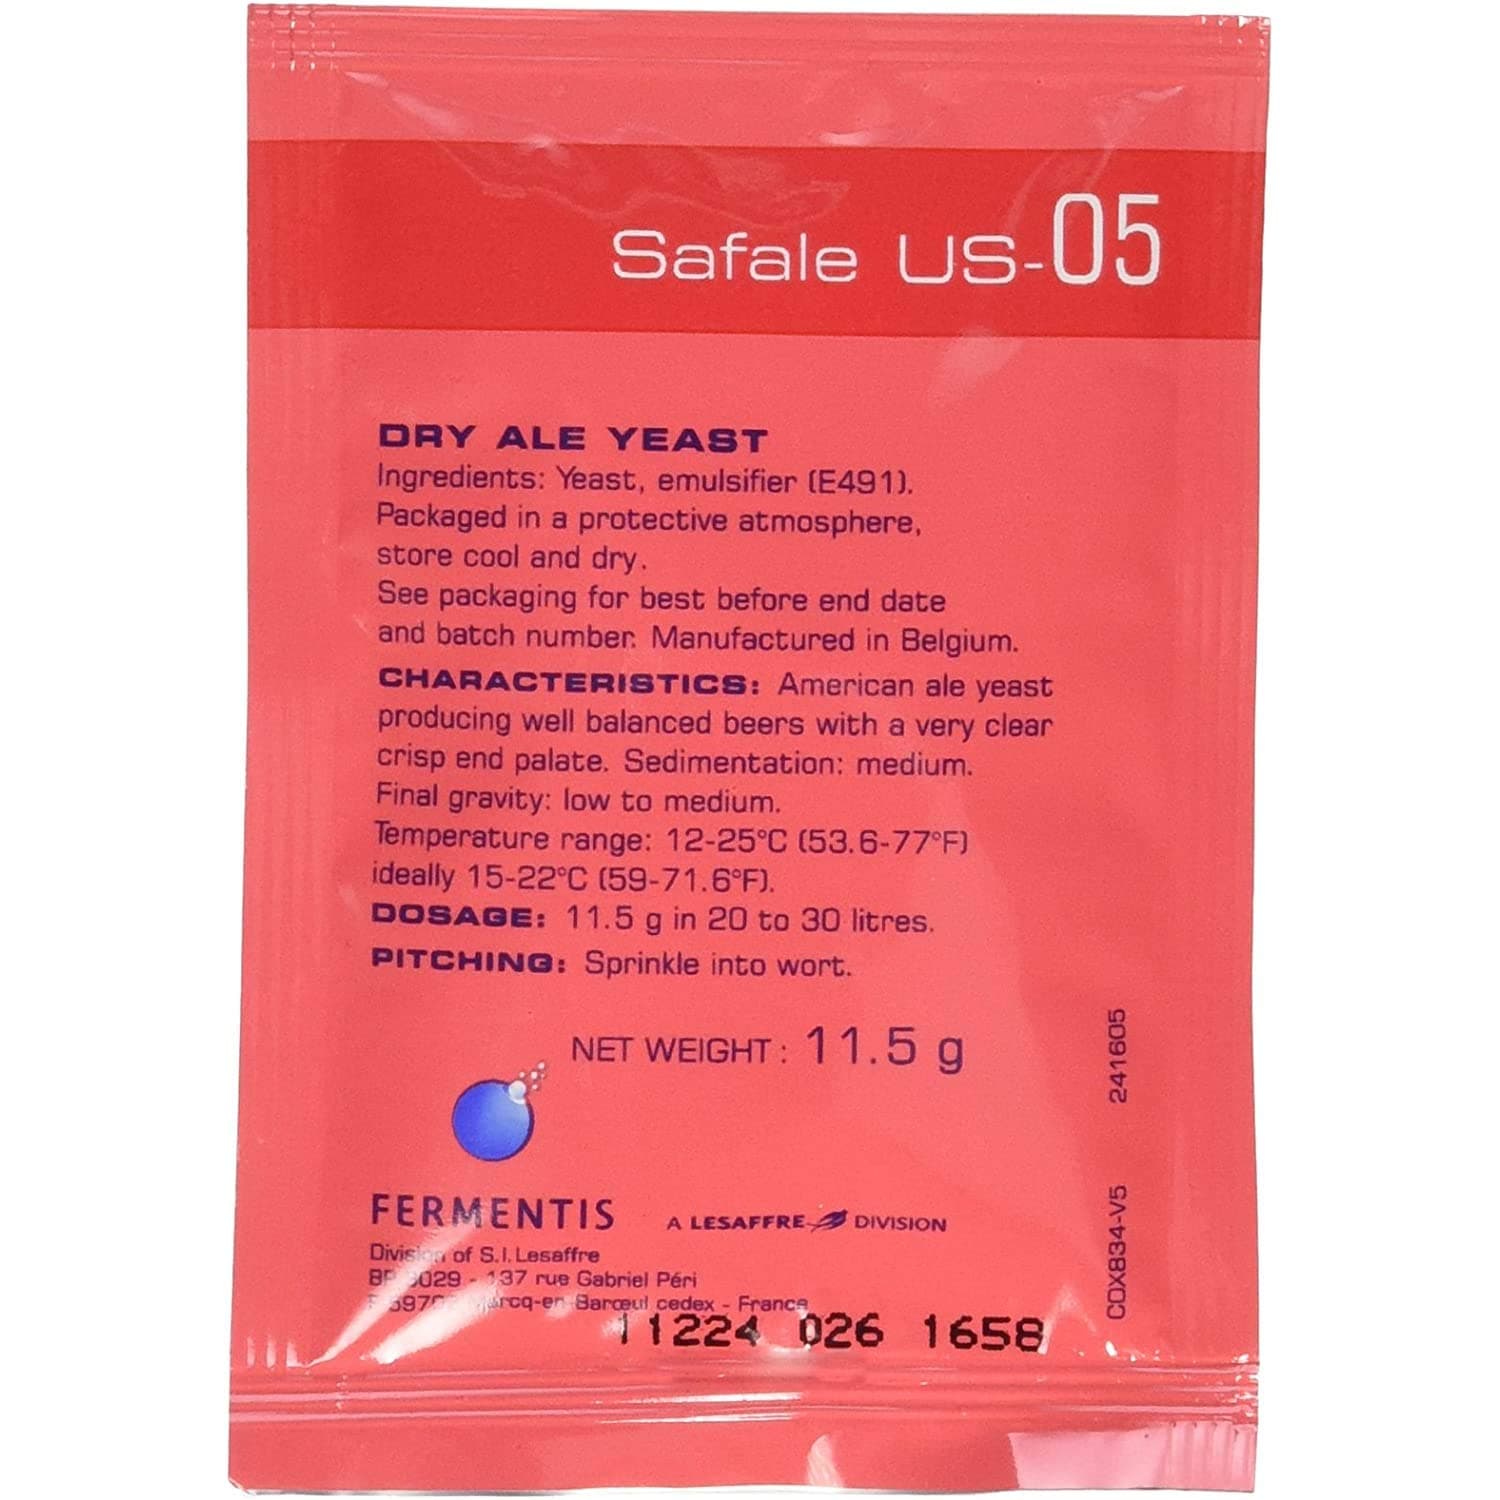 Safale US-05
DRY ALE YEAST
Ingredients: Yeast, emulsifier (E491).
Packaged in a protective atmosphere,
store cool and dry.
See packaging for best before end date
and batch number. Manufactured in Belgium.
CHARACTERISTICS: American ale yeast
producing well balanced beers with a very clear
crisp end palate. Sedimentation: medium.
Final gravity: low to medium.
Temperature range: 12-25°C (53.6-77°F)
ideally 15-22°C (59-71.6°F).
DOSAGE: 11.5 g in 20 to 30 litres.
PITCHING: Sprinkle into wort.
NET WEIGHT : 11.5 g
FERMENTIS
A LESAFFRE DIVISION
Division of S.I.Lesaffre
BP 3029 - 137 rue Gabriel Péri
Marcq-en-Barœul cedex - France
11224 026 1658
COX834-V5 241605